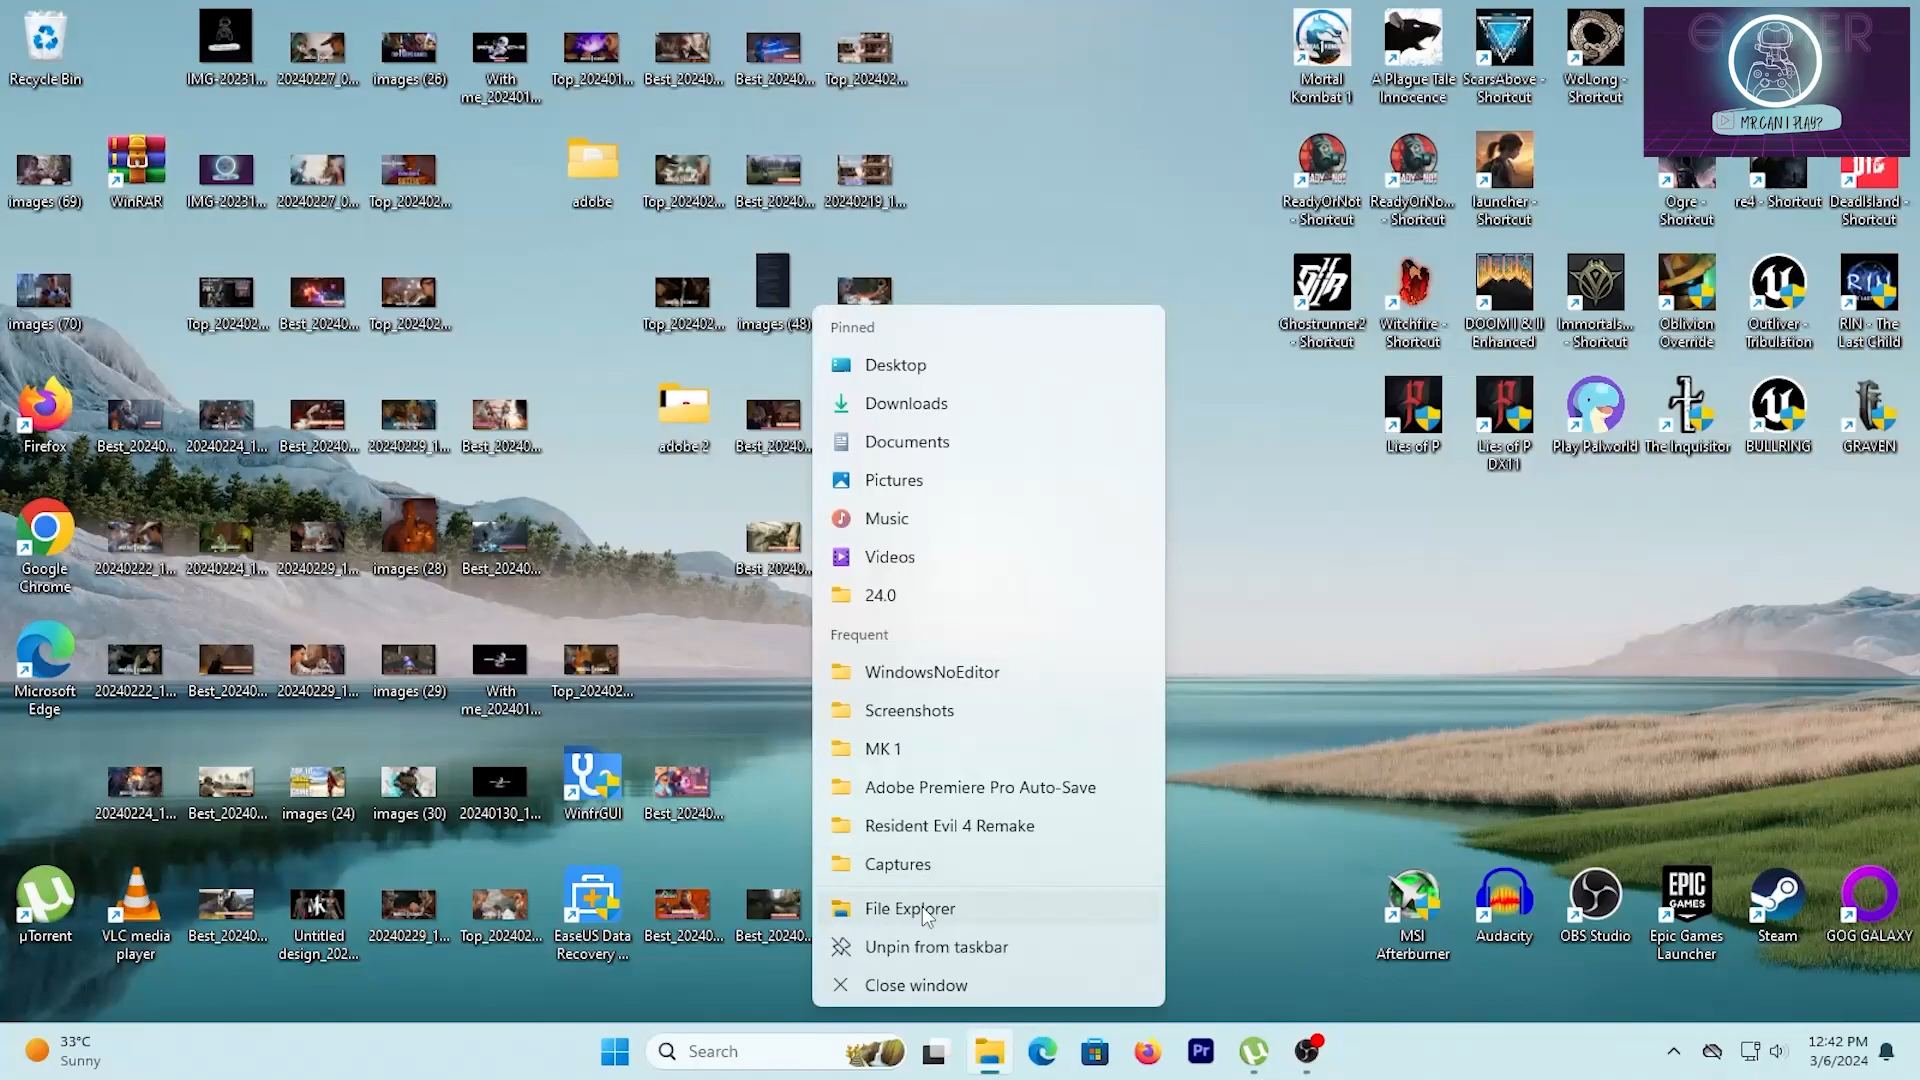 Recycle Bin
IMG-20231...
20240227_0...
images (26)
With
me_202401...
Top_202401...
Best_20240...
Best_20240...
Top_202402...
Mortal
Kombat 1
A Plague Tale
Innocence
ScarsAbove -
Shortcut
WoLong -
Shortcut
MR.CAN I PLAY?
images (69)
WinRAR
IMG-20231...
20240227_0...
Top_202402...
adobe
Top_202402...
Best_20240...
20240219_1...
ReadyOrNot
- Shortcut
ReadyOrNo...
- Shortcut
launcher -
Shortcut
Ogre -
Shortcut
re4 - Shortcut
DeadIsland -
Shortcut
images (70)
Top_202402...
Best_20240...
Top_202402...
Top_202402...
images (48)
Ghostrunner2
- Shortcut
Witchfire -
Shortcut
DOOM I & II
Enhanced
Immortals...
- Shortcut
Oblivion
Override
Outliver -
Tribulation
RIN - The
Last Child
Firefox
Best_20240...
20240224_1...
Best_20240...
20240229_1...
Best_20240...
adobe 2
Best_20240...
Lies of P
Lies of P
DX11
Play Palworld
The Inquisitor
BULLRING
GRAVEN
Google
Chrome
20240222_1...
20240224_1...
20240229_1...
images (28)
Best_20240...
Best_20240...
Microsoft
Edge
20240222_1...
Best_20240...
20240229_1...
images (29)
With
me_202401...
Top_202402...
20240224_1...
Best_20240...
images (24)
images (30)
20240130_1...
WinfrGUI
Best_20240...
µTorrent
VLC media
player
Best_20240...
Untitled
design_202...
20240229_1...
Top_202402...
EaseUS Data
Recovery ...
Best_20240...
Best_20240...
MSI
Afterburner
Audacity
OBS Studio
EPIC
GAMES
Epic Games
Launcher
Steam
GOG GALAXY
Pinned
Desktop
Downloads
Documents
Pictures
Music
Videos
24.0
Frequent
WindowsNoEditor
Screenshots
MK 1
Adobe Premiere Pro Auto-Save
Resident Evil 4 Remake
Captures
File Explorer
Unpin from taskbar
Close window
33°C
Sunny
Search
Pr
12:42 PM
3/6/2024